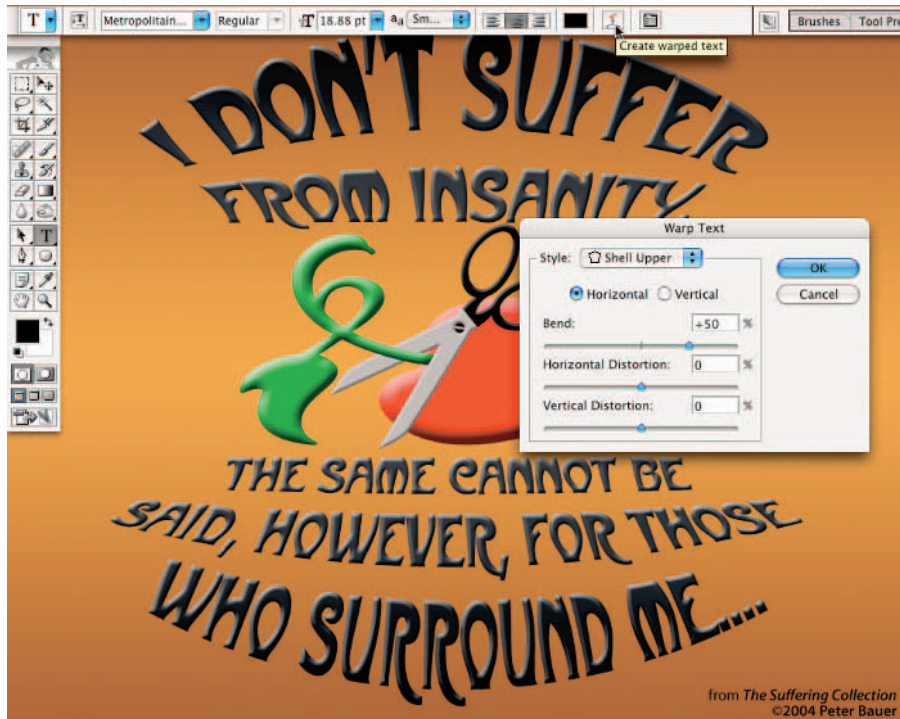 T Metropolitain... Regular T 18.88 pt aa Sm... Brushes Tool Pre
Create warped text
I DON'T SUFFER
FROM INSANITY
Warp Text
Style: Shell Upper
OK
Horizontal Vertical
Cancel
Bend: +50 %
Horizontal Distortion: 0 %
Vertical Distortion: 0 %
T
THE SAME CANNOT BE
SAID, HOWEVER, FOR THOSE
WHO SURROUND ME....
from The Suffering Collection
©2004 Peter Bauer